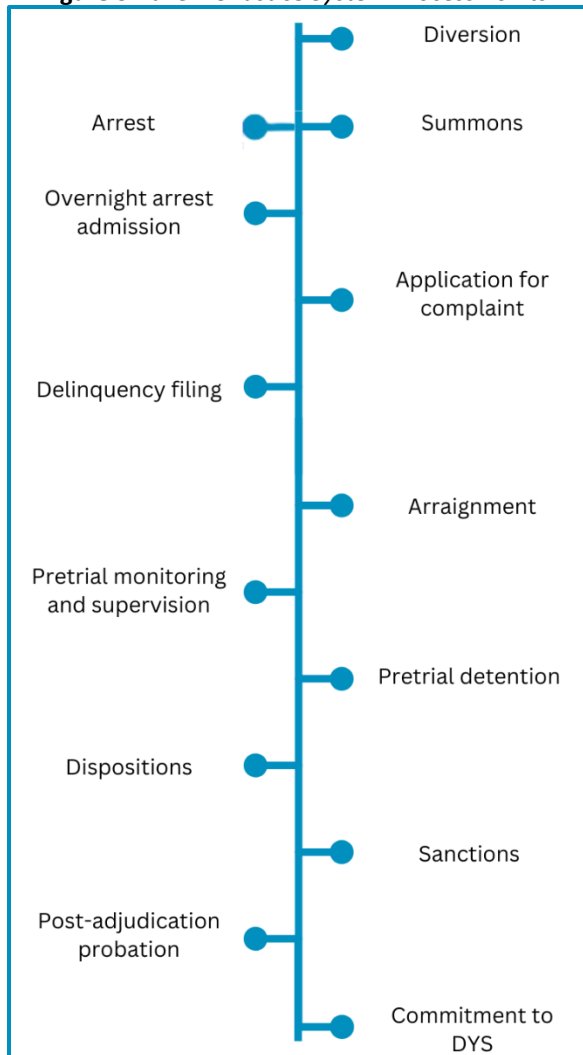 Diversion
Arrest
Summons
Overnight arrest
admission
Application for
complaint
Delinquency filing
Arraignment
Pretrial monitoring
and supervision
Pretrial detention
Dispositions
Sanctions
Post-adjudication
probation
Commitment to
DYS